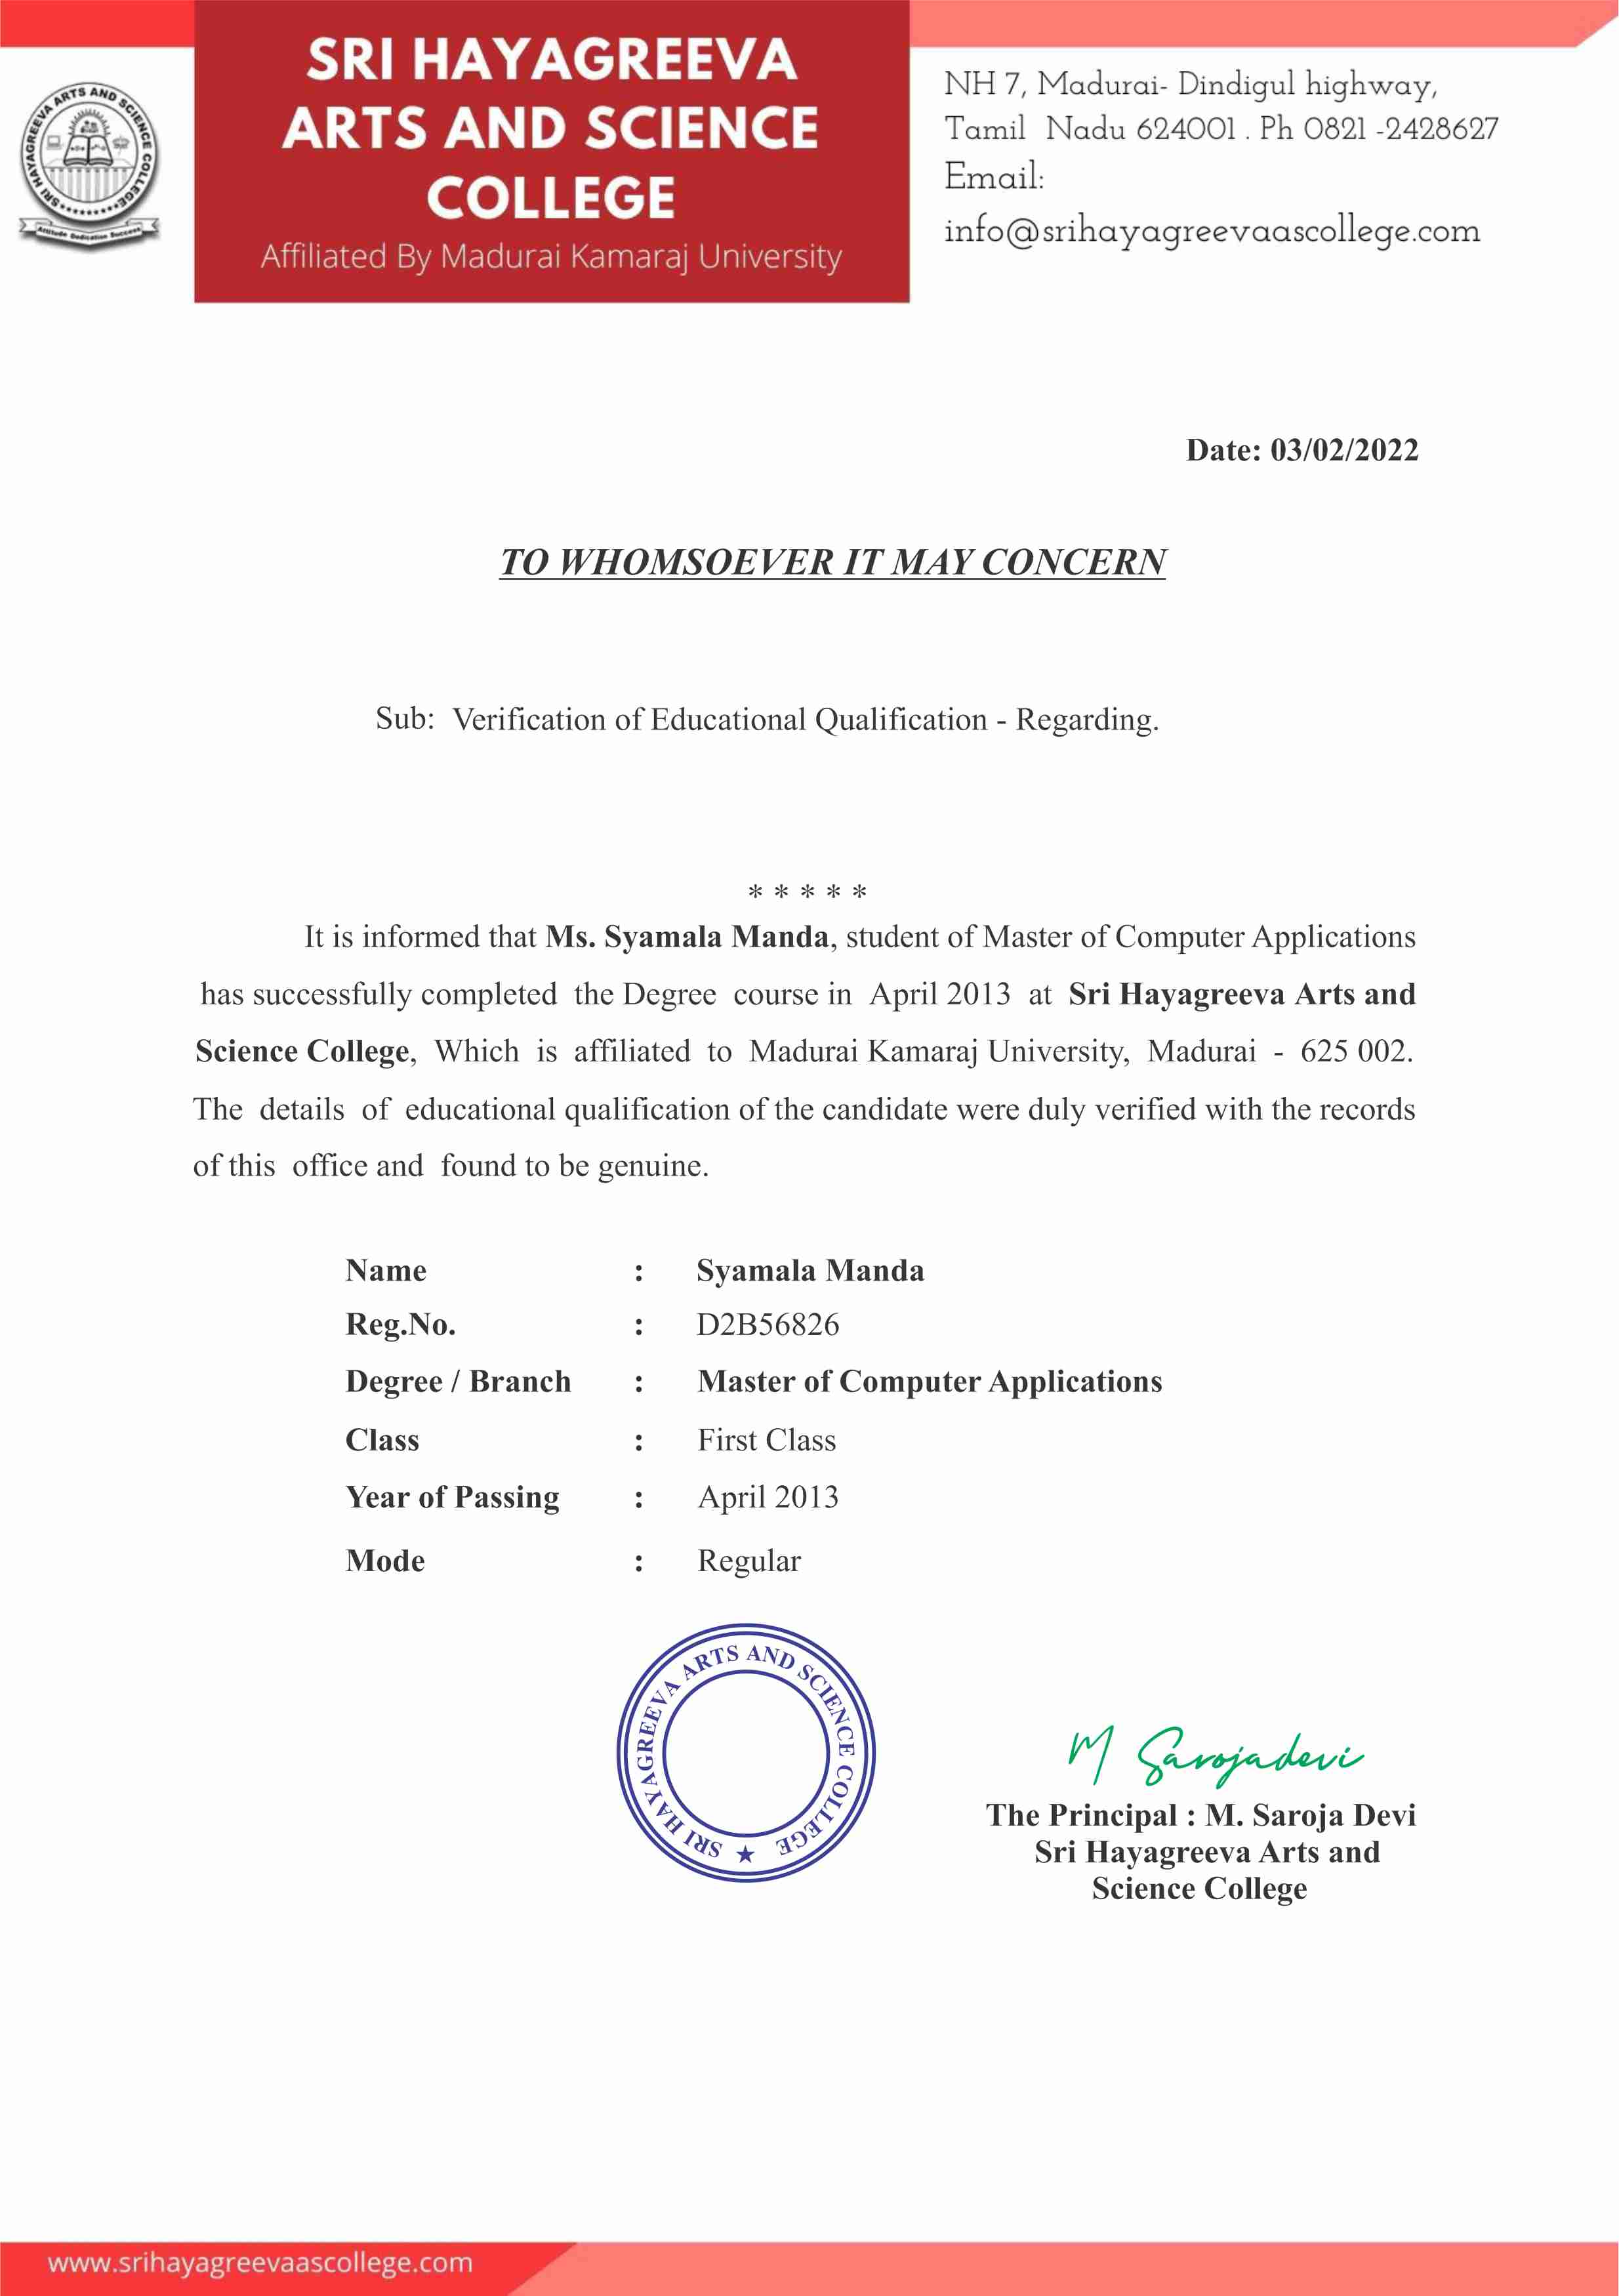 SRI HAYAGREEVA ARTS AND SCIENCE COLLEGE
Attitude Dedication Success
SRI HAYAGREEVA
ARTS AND SCIENCE
COLLEGE
Affiliated By Madurai Kamaraj University
NH 7, Madurai- Dindigul highway,
Tamil Nadu 624001 . Ph 0821 -2428627
Email:
info@srihayagreevaascollege.com
Date: 03/02/2022
TO WHOMSOEVER IT MAY CONCERN
Sub: Verification of Educational Qualification - Regarding.
* * * * *
It is informed that Ms. Syamala Manda, student of Master of Computer Applications
has successfully completed the Degree course in April 2013 at Sri Hayagreeva Arts and
Science College, Which is affiliated to Madurai Kamaraj University, Madurai - 625 002.
The details of educational qualification of the candidate were duly verified with the records
of this office and found to be genuine.
Name : Syamala Manda
Reg.No. : D2B56826
Degree / Branch : Master of Computer Applications
Class : First Class
Year of Passing : April 2013
Mode : Regular
SRI HAYAGREEVA ARTS AND SCIENCE COLLEGE ★
M Sarojadevi
The Principal : M. Saroja Devi
Sri Hayagreeva Arts and
Science College
www.srihayagreevaascollege.com